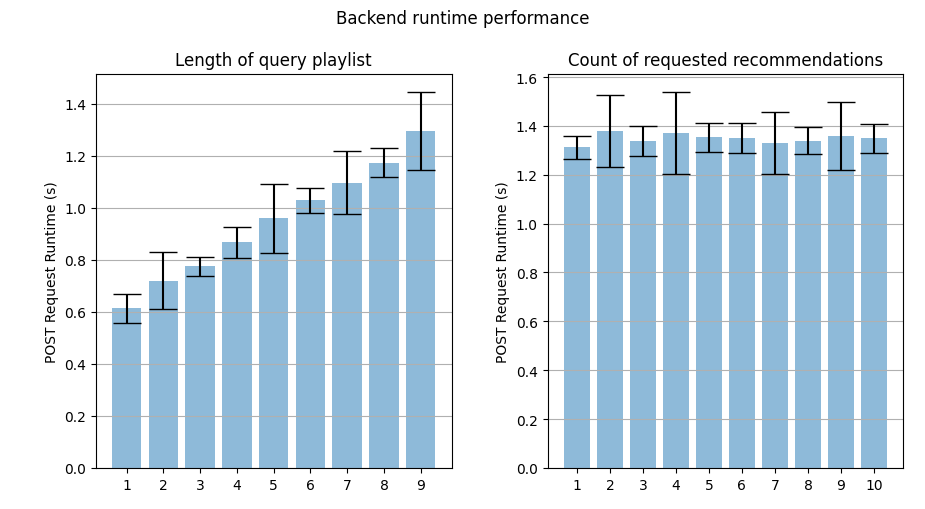 Backend runtime performance
Length of query playlist
POST Request Runtime (s)
1.4
1.2
1.0
0.8
0.6
0.4
0.2
0.0
1 2 3 4 5 6 7 8 9
Count of requested recommendations
POST Request Runtime (s)
1.6
1.4
1.2
1.0
0.8
0.6
0.4
0.2
0.0
1 2 3 4 5 6 7 8 9 10